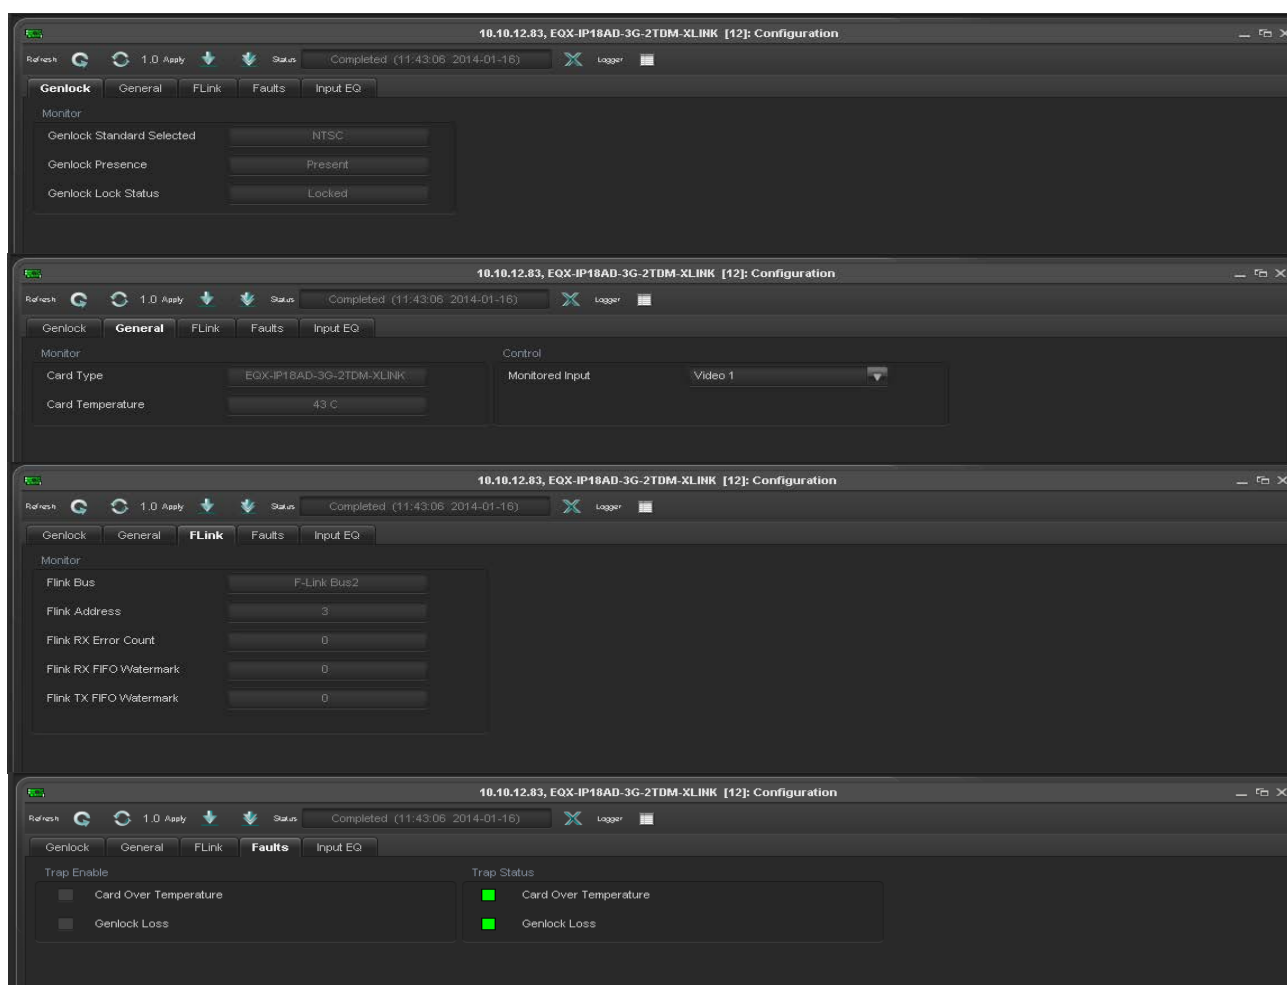 10.10.12.83, EQX-IP18AD-3G-2TDM-XLINK [12]: Configuration
Refresh 1.0 Apply Status Completed (11:43:06 2014-01-16) Logger
Genlock General FLink Faults Input EQ
Monitor
Genlock Standard Selected NTSC
Genlock Presence Present
Genlock Lock Status Locked
10.10.12.83, EQX-IP18AD-3G-2TDM-XLINK [12]: Configuration
Refresh 1.0 Apply Status Completed (11:43:06 2014-01-16) Logger
Genlock General FLink Faults Input EQ
Monitor Control
Card Type EQX-IP18AD-3G-2TDM-XLINK Monitored Input Video 1
Card Temperature 43 C
10.10.12.83, EQX-IP18AD-3G-2TDM-XLINK [12]: Configuration
Refresh 1.0 Apply Status Completed (11:43:06 2014-01-16) Logger
Genlock General FLink Faults Input EQ
Monitor
Flink Bus F-Link Bus2
Flink Address 3
Flink RX Error Count 0
Flink RX FIFO Watermark 0
Flink TX FIFO Watermark 0
10.10.12.83, EQX-IP18AD-3G-2TDM-XLINK [12]: Configuration
Refresh 1.0 Apply Status Completed (11:43:06 2014-01-16) Logger
Genlock General FLink Faults Input EQ
Trap Enable Trap Status
Card Over Temperature Card Over Temperature
Genlock Loss Genlock Loss